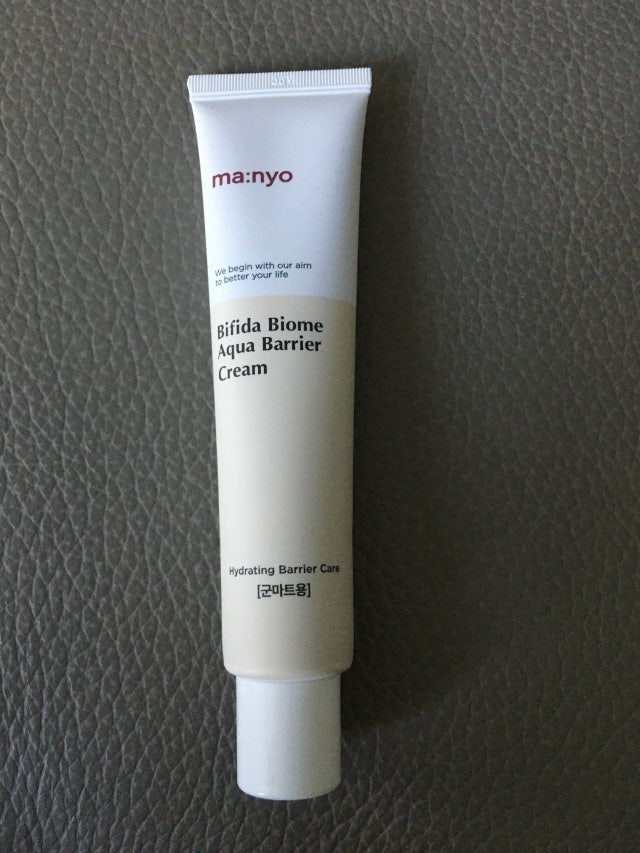 ma:nyo
We begin with our aim
to better your life
Bifida Biome
Aqua Barrier
Cream
Hydrating Barrier Care
[군마트용]